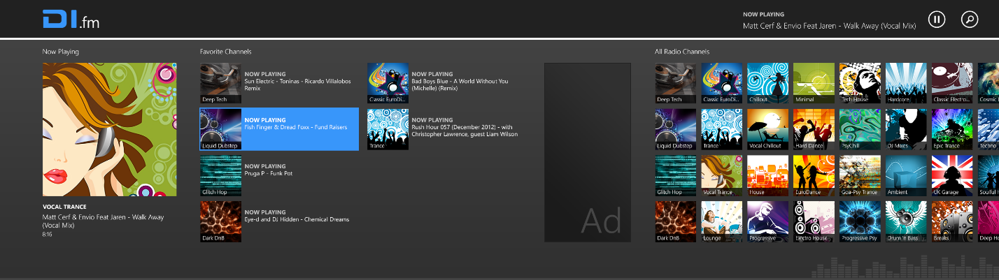 DI.fm
NOW PLAYING
Matt Cerf & Envio Feat Jaren - Walk Away (Vocal Mix)
Now Playing
VOCAL TRANCE
Matt Cerf & Envio Feat Jaren - Walk Away
(Vocal Mix)
8:16
Favorite Channels
Deep Tech
NOW PLAYING
Sun Electric - Toninas - Ricardo Villalobos
Remix
Liquid Dubstep
NOW PLAYING
Fish Finger & Dread Foxx - Fund Raisers
Glitch Hop
NOW PLAYING
Pruga P - Funk Pot
Dark DnB
NOW PLAYING
Eye-d and DJ Hidden - Chemical Dreams
Classic EuroDi...
NOW PLAYING
Bad Boys Blue - A World Without You
(Michelle) (Remix)
Trance
NOW PLAYING
Rush Hour 057 (December 2012) - with
Christopher Lawrence, guest Liam Wilson
Ad
All Radio Channels
Deep Tech
Classic EuroDi...
Chillout
Minimal
Tech House
Hardcore
Classic Electro...
Cosmic
Liquid Dubstep
Trance
Vocal Chillout
Hard Dance
PsyChill
DJ Mixes
Epic Trance
Techno
Glitch Hop
Vocal Trance
House
EuroDance
Goa-Psy Trance
Ambient
UK Garage
Soulful H
Dark DnB
Lounge
Progressive
Electro House
Progressive Psy
Drum 'n Bass
Breaks
Deep Ho